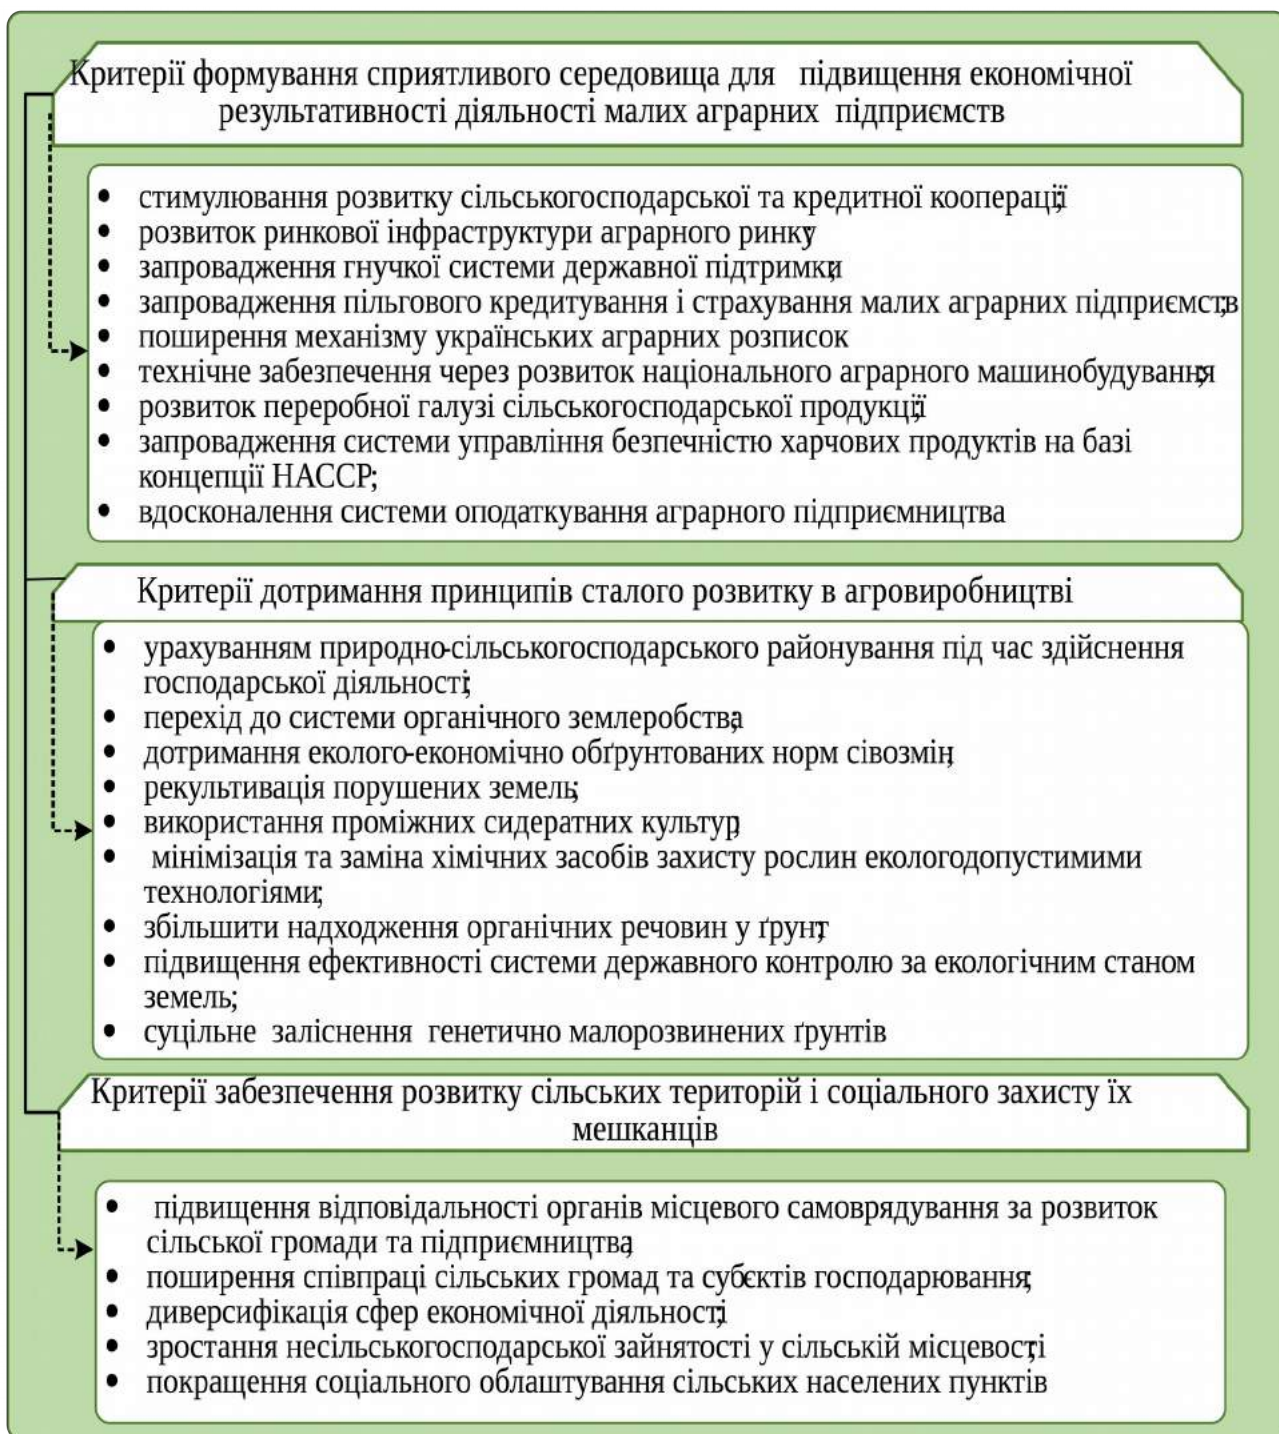 Критерії формування сприятливого середовища для підвищення економічної
результативності діяльності малих аграрних підприємств
• стимулювання розвитку сільськогосподарської та кредитної кооперації;
• розвиток ринкової інфраструктури аграрного ринку;
• запровадження гнучкої системи державної підтримки;
• запровадження пільгового кредитування і страхування малих аграрних підприємств;
• поширення механізму українських аграрних розписок
• технічне забезпечення через розвиток національного аграрного машинобудування;
• розвиток переробної галузі сільськогосподарської продукції;
• запровадження системи управління безпечністю харчових продуктів на базі
концепції НАССР;
• вдосконалення системи оподаткування аграрного підприємництва
Критерії дотримання принципів сталого розвитку в агровиробництві
• урахуванням природно-сільськогосподарського районування під час здійснення
господарської діяльності;
• перехід до системи органічного землеробства;
• дотримання еколого-економічно обґрунтованих норм сівозмін;
• рекультивація порушених земель;
• використання проміжних сидератних культур;
• мінімізація та заміна хімічних засобів захисту рослин екологодопустимими
технологіями;
• збільшити надходження органічних речовин у ґрунт;
• підвищення ефективності системи державного контролю за екологічним станом
земель;
• суцільне заліснення генетично малорозвинених ґрунтів
Критерії забезпечення розвитку сільських територій і соціального захисту їх
мешканців
• підвищення відповідальності органів місцевого самоврядування за розвиток
сільської громади та підприємництва;
• поширення співпраці сільських громад та субєктів господарювання;
• диверсифікація сфер економічної діяльності;
• зростання несільськогосподарської зайнятості у сільській місцевості;
• покращення соціального облаштування сільських населених пунктів